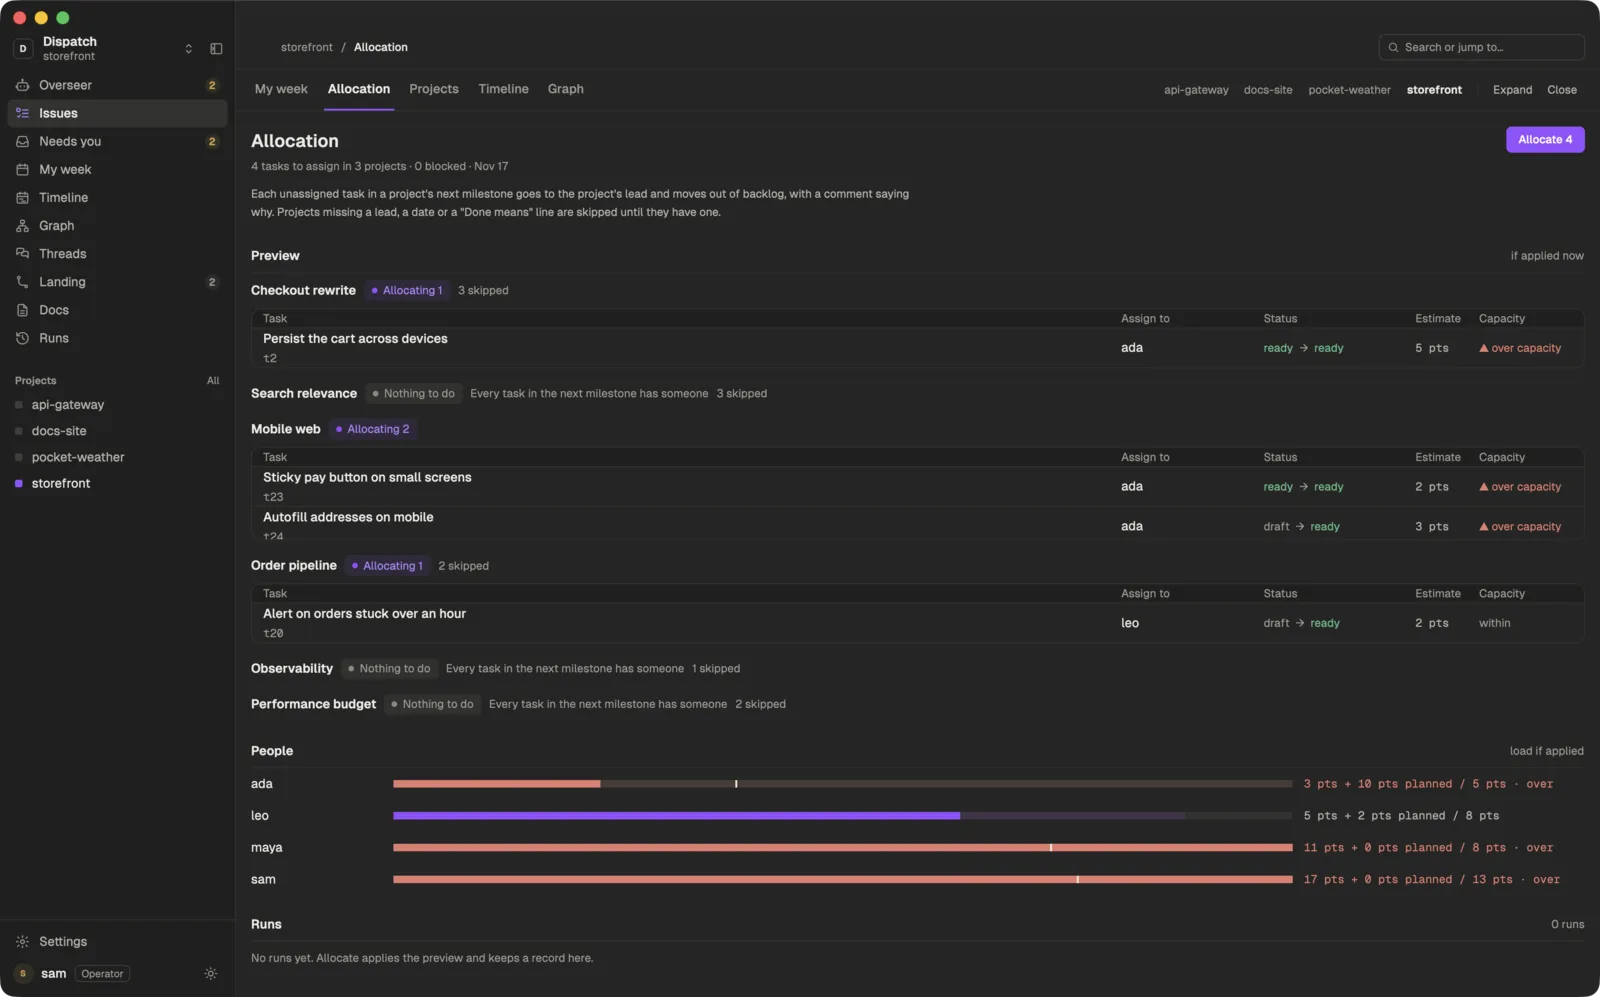 D
Dispatch
storefront
Overseer 2
Issues
Needs you 2
My week
Timeline
Graph
Threads
Landing 2
Docs
Runs
Projects All
api-gateway
docs-site
pocket-weather
storefront
Settings
S sam Operator
storefront / Allocation
Search or jump to...
My week Allocation Projects Timeline Graph
api-gateway docs-site pocket-weather storefront Expand Close
Allocation
Allocate 4
4 tasks to assign in 3 projects · 0 blocked · Nov 17
Each unassigned task in a project's next milestone goes to the project's lead and moves out of backlog, with a comment saying
why. Projects missing a lead, a date or a "Done means" line are skipped until they have one.
Preview if applied now
Checkout rewrite Allocating 1 3 skipped
Task Assign to Status Estimate Capacity
Persist the cart across devices
t2
ada ready → ready 5 pts over capacity
Search relevance Nothing to do Every task in the next milestone has someone 3 skipped
Mobile web Allocating 2
Task Assign to Status Estimate Capacity
Sticky pay button on small screens
t23
ada ready → ready 2 pts over capacity
Autofill addresses on mobile
t24
ada draft → ready 3 pts over capacity
Order pipeline Allocating 1 2 skipped
Task Assign to Status Estimate Capacity
Alert on orders stuck over an hour
t20
leo draft → ready 2 pts within
Observability Nothing to do Every task in the next milestone has someone 1 skipped
Performance budget Nothing to do Every task in the next milestone has someone 2 skipped
People load if applied
ada 3 pts + 10 pts planned / 5 pts · over
leo 5 pts + 2 pts planned / 8 pts
maya 11 pts + 0 pts planned / 8 pts · over
sam 17 pts + 0 pts planned / 13 pts · over
Runs 0 runs
No runs yet. Allocate applies the preview and keeps a record here.